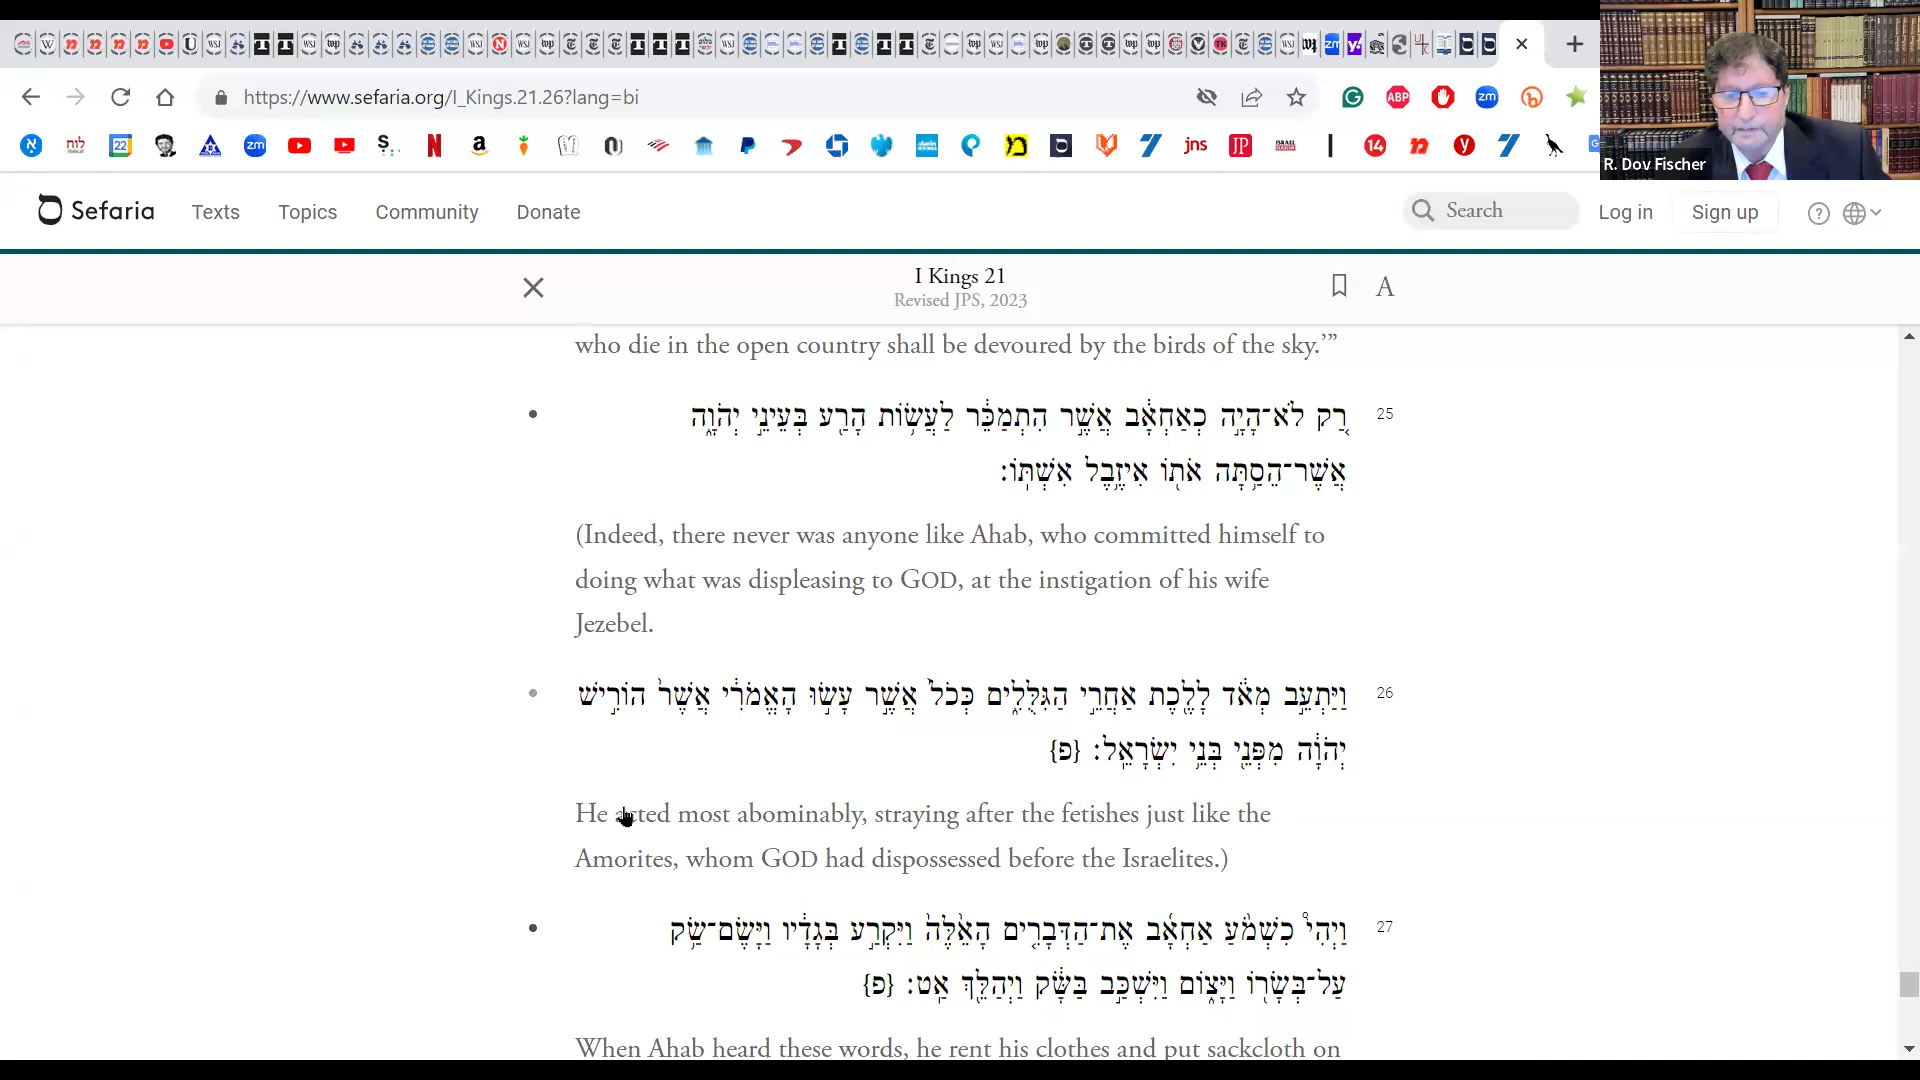 https://www.sefaria.org/I_Kings.21.26?lang=bi
R. Dov Fischer
Sefaria
Texts
Topics
Community
Donate
Search
Log in
Sign up
I Kings 21
Revised JPS, 2023
A
who die in the open country shall be devoured by the birds of the sky.’”
25
רַ֚ק לֹא־הָיָ֣ה כְאַחְאָ֔ב אֲשֶׁ֣ר הִתְמַכֵּ֔ר לַעֲשׂ֥וֹת הָרַ֖ע בְּעֵינֵ֣י יְהֹוָ֑ה
אֲשֶׁר־הֵסַ֥תָּה אֹת֖וֹ אִיזֶ֥בֶל אִשְׁתּֽוֹ׃
(Indeed, there never was anyone like Ahab, who committed himself to
doing what was displeasing to GOD, at the instigation of his wife
Jezebel.
26
וַיַּתְעֵ֣ב מְאֹ֔ד לָלֶ֖כֶת אַחֲרֵ֣י הַגִּלֻּלִ֑ים כְּכֹל֙ אֲשֶׁ֣ר עָשׂ֣וּ הָאֱמֹרִ֔י אֲשֶׁר֙ הוֹרִ֣ישׁ
יְהֹוָ֔ה מִפְּנֵ֖י בְּנֵ֥י יִשְׂרָאֵֽל׃ {פ}
He acted most abominably, straying after the fetishes just like the
Amorites, whom GOD had dispossessed before the Israelites.)
27
וַיְהִי֩ כִשְׁמֹ֨עַ אַחְאָ֜ב אֶת־הַדְּבָרִ֤ים הָאֵ֙לֶּה֙ וַיִּקְרַ֣ע בְּגָדָ֔יו וַיָּֽשֶׂם־שַׂ֥ק
עַל־בְּשָׂר֖וֹ וַיָּצ֑וֹם וַיִּשְׁכַּ֣ב בַּשָּׂ֔ק וַיְהַלֵּ֖ךְ אַֽט׃ {פ}
When Ahab heard these words, he rent his clothes and put sackcloth on